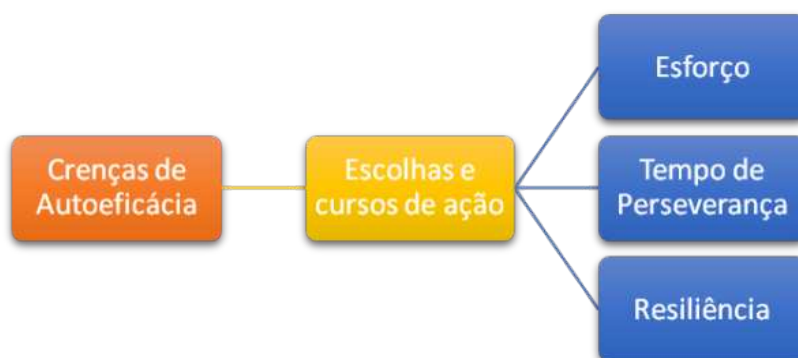 Crenças de
Autoeficácia
Escolhas e
cursos de ação
Esforço
Tempo de
Perseverança
Resiliência